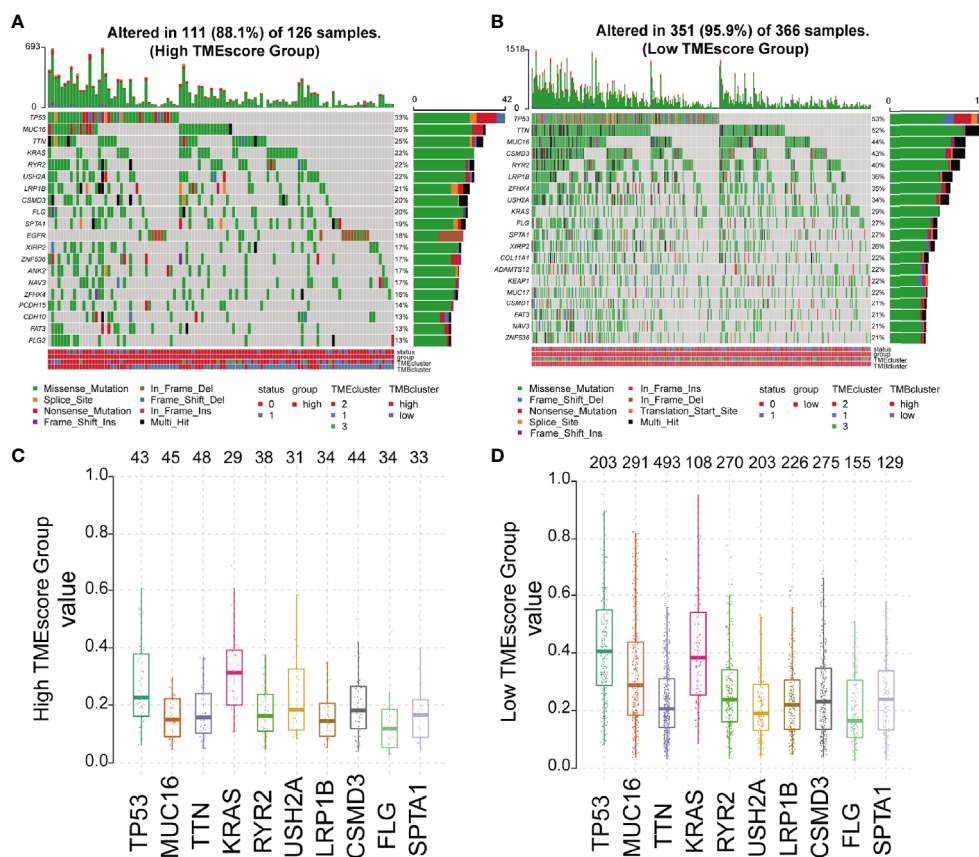 A
Altered in 111 (88.1%) of 126 samples.
(High TMEscore Group)
693
0
0
42
TP53 33%
MUC16 26%
TTN 25%
KRAS 22%
RYR2 22%
USH2A 22%
LRP1B 21%
CSMD3 20%
FLG 20%
SPTA1 19%
EGFR 18%
XIRP2 17%
ZNF536 17%
ANK2 17%
NAV3 17%
ZFHX4 16%
PCDH15 14%
CDH10 13%
FAT3 13%
FLG2 13%
status
group
TMEcluster
TMBcluster
Missense_Mutation
Splice_Site
Nonsense_Mutation
Frame_Shift_Ins
In_Frame_Del
Frame_Shift_Del
In_Frame_Ins
Multi_Hit
status
0
1
group
high
TMEcluster
2
1
3
TMBcluster
high
low
B
Altered in 351 (95.9%) of 366 samples.
(Low TMEscore Group)
1518
0
0
TP53 53%
TTN 52%
MUC16 44%
CSMD3 43%
RYR2 40%
LRP1B 36%
ZFHX4 35%
USH2A 34%
KRAS 29%
FLG 27%
SPTA1 27%
XIRP2 26%
COL11A1 22%
ADAMTS12 22%
KEAP1 22%
MUC17 22%
CSMD1 21%
FAT3 21%
NAV3 21%
ZNF536 21%
status
group
TMEcluster
TMBcluster
Missense_Mutation
Frame_Shift_Del
Nonsense_Mutation
Splice_Site
Frame_Shift_Ins
In_Frame_Ins
In_Frame_Del
Translation_Start_Site
Multi_Hit
status
0
1
group
low
TMEcluster
2
1
3
TMBcluster
high
low
C
43 45 48 29 38 31 34 44 34 33
High TMEscore Group
value
1.0
0.8
0.6
0.4
0.2
0.0
TP53
MUC16
TTN
KRAS
RYR2
USH2A
LRP1B
CSMD3
FLG
SPTA1
D
203 291 493 108 270 203 226 275 155 129
Low TMEscore Group
value
1.0
0.8
0.6
0.4
0.2
0.0
TP53
MUC16
TTN
KRAS
RYR2
USH2A
LRP1B
CSMD3
FLG
SPTA1